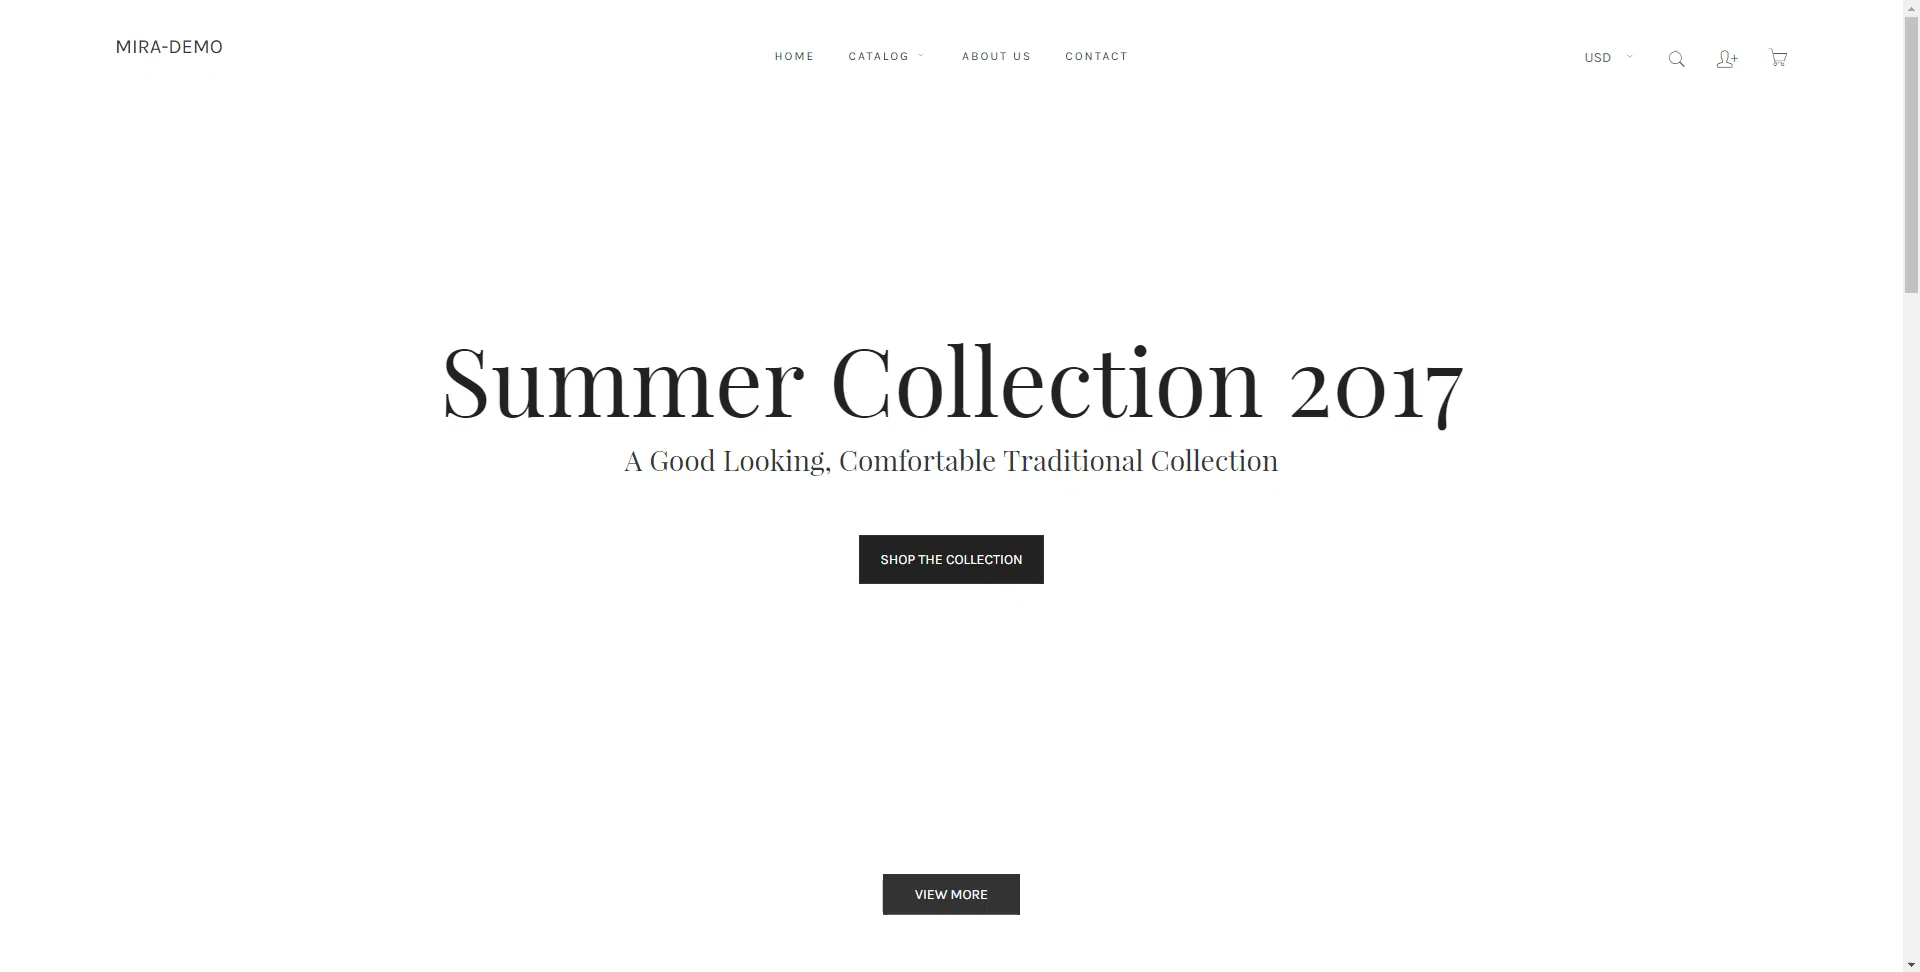 MIRA-DEMO
HOME CATALOG ABOUT US CONTACT
USD
Summer Collection 2017
A Good Looking, Comfortable Traditional Collection
SHOP THE COLLECTION
VIEW MORE